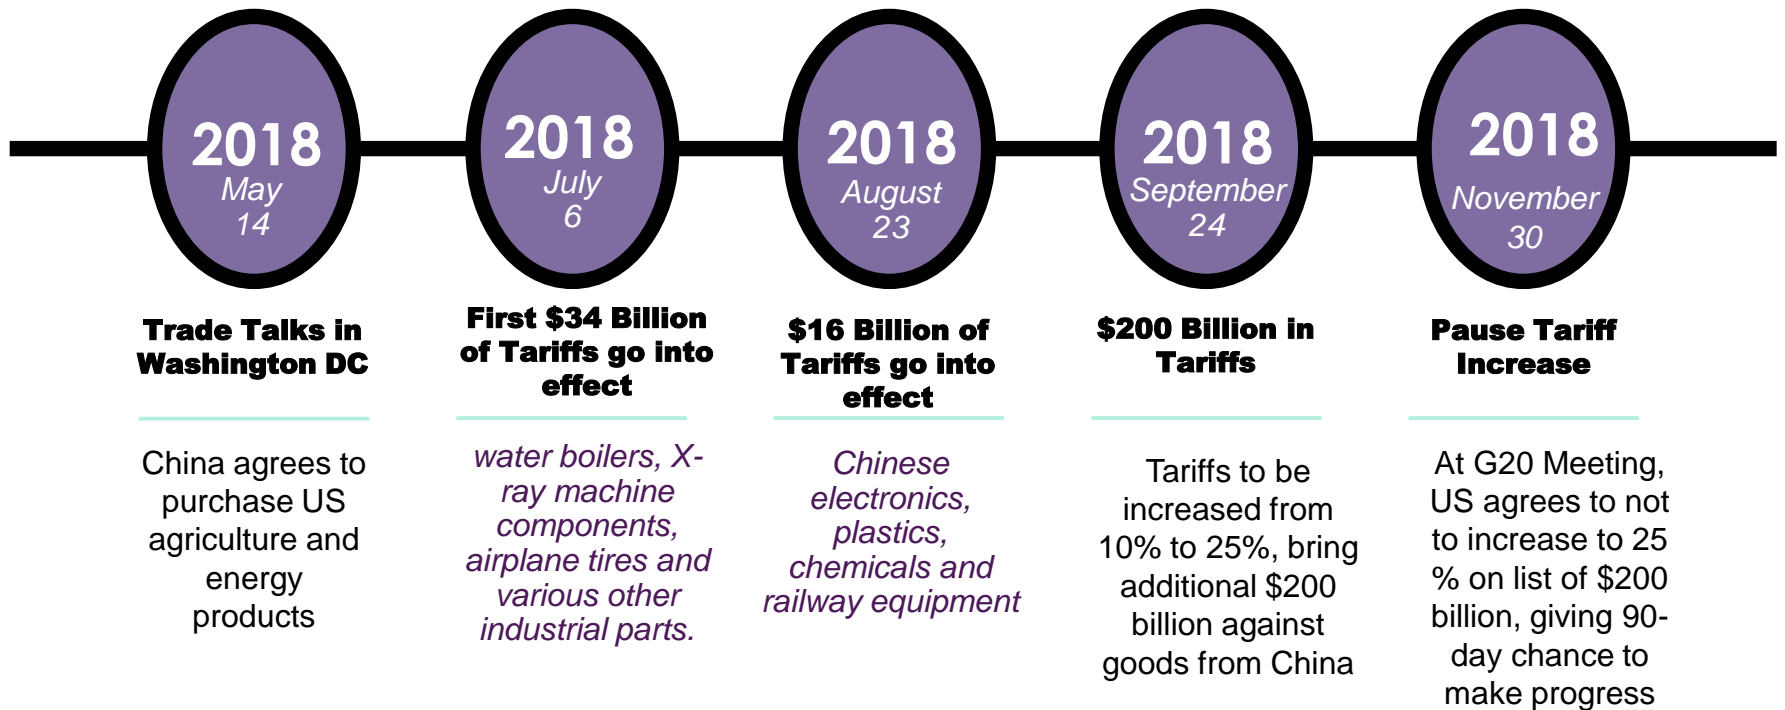 2018
May
14
Trade Talks in
Washington DC
China agrees to
purchase US
agriculture and
energy
products
2018
July
6
First $34 Billion
of Tariffs go into
effect
water boilers, X-
ray machine
components,
airplane tires and
various other
industrial parts.
2018
August
23
$16 Billion of
Tariffs go into
effect
Chinese
electronics,
plastics,
chemicals and
railway equipment
2018
September
24
$200 Billion in
Tariffs
Tariffs to be
increased from
10% to 25%, bring
additional $200
billion against
goods from China
2018
November
30
Pause Tariff
Increase
At G20 Meeting,
US agrees to not
to increase to 25
% on list of $200
billion, giving 90-
day chance to
make progress